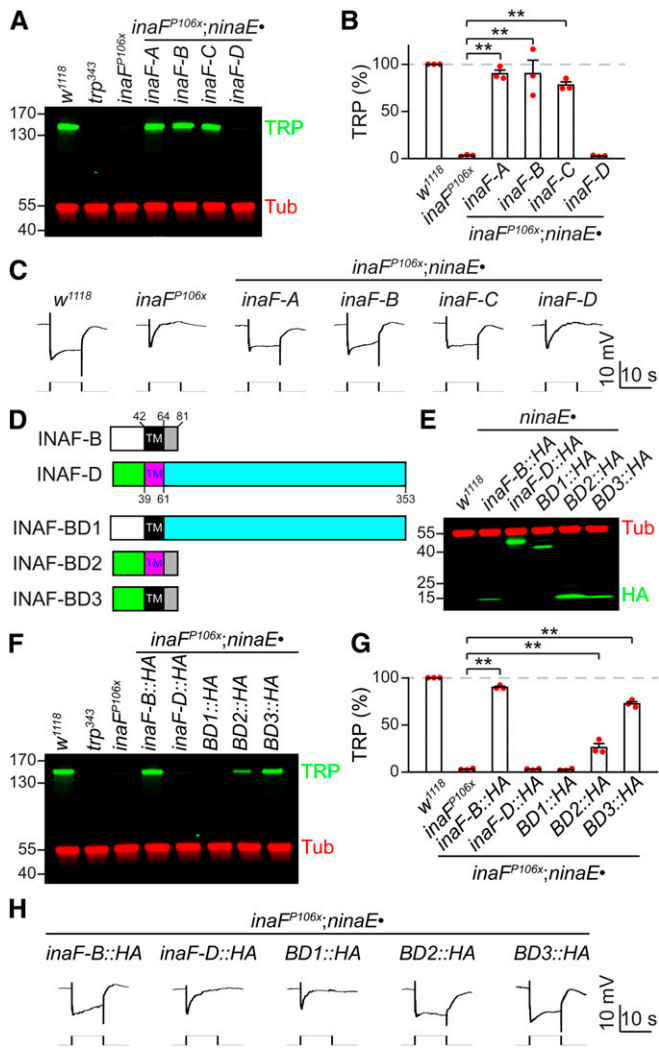 A
inaF^P106x;ninaE•
w^1118
trp^343
inaF^P106x
inaF-A
inaF-B
inaF-C
inaF-D
170
130
55
40
TRP
Tub
B
**
**
**
TRP (%)
100
50
0
w^1118
inaF^P106x
inaF-A
inaF-B
inaF-C
inaF-D
inaF^P106x;ninaE•
C
inaF^P106x;ninaE•
w^1118 inaF^P106x inaF-A inaF-B inaF-C inaF-D
10 mV
10 s
D
42 64 81
INAF-B TM
INAF-D TM
39 61 353
INAF-BD1 TM
INAF-BD2 TM
INAF-BD3 TM
E
ninaE•
w^1118
inaF-B::HA
inaF-D::HA
BD1::HA
BD2::HA
BD3::HA
55
40
25
15
Tub
HA
F
inaF^P106x;ninaE•
w^1118
trp^343
inaF^P106x
inaF-B::HA
inaF-D::HA
BD1::HA
BD2::HA
BD3::HA
170
130
55
40
TRP
Tub
G
**
**
**
TRP (%)
100
50
0
w^1118
inaF^P106x
inaF-B::HA
inaF-D::HA
BD1::HA
BD2::HA
BD3::HA
inaF^P106x;ninaE•
H
inaF^P106x;ninaE•
inaF-B::HA inaF-D::HA BD1::HA BD2::HA BD3::HA
10 mV
10 s